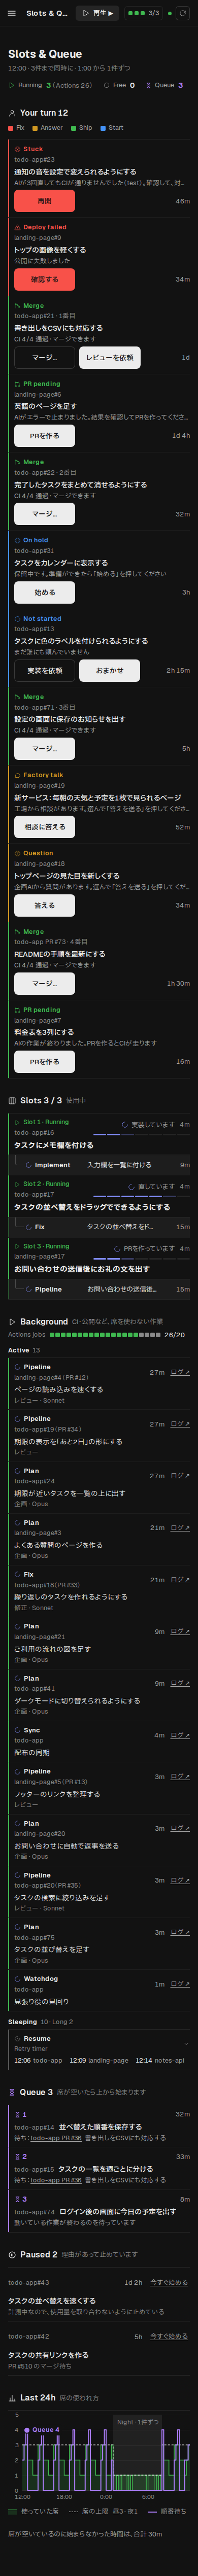 Slots & Q...
再生 ▶
3/3
Slots & Queue
12:00 · 3件まで同時に · 1:00 から 1件ずつ
Running 3 (Actions 26) Free 0 Queue 3
Your turn 12
Fix Answer Ship Start
Stuck
todo-app#23
通知の音を設定で変えられるようにする
AIが3回直してもCIが通りませんでした(test)。確認して、対...
再開
46m
Deploy failed
landing-page#9
トップの画像を軽くする
公開に失敗しました
確認する
34m
Merge
todo-app#21 · 1番目
書き出しをCSVにも対応する
CI 4/4 通過 · マージできます
マージ...
レビューを依頼
1d
PR pending
landing-page#6
英語のページを足す
AIがエラーで止まりました。結果を確認してPRを作ってくださ...
PRを作る
1d 4h
Merge
todo-app#22 · 2番目
完了したタスクをまとめて消せるようにする
CI 4/4 通過 · マージできます
マージ...
32m
On hold
todo-app#31
タスクをカレンダーに表示する
保留中です。準備ができたら「始める」を押してください
始める
3h
Not started
todo-app#13
タスクに色のラベルを付けられるようにする
まだ誰にも頼んでいません
実装を依頼
おまかせ
2h 15m
Merge
todo-app#71 · 3番目
設定の画面に保存のお知らせを出す
CI 4/4 通過 · マージできます
マージ...
5h
Factory talk
landing-page#19
新サービス: 毎朝の天気と予定を1枚で見られるページ
工場から相談があります。選んで「答えを送る」を押してくださ...
相談に答える
52m
Question
landing-page#18
トップページの見た目を新しくする
企画AIから質問があります。選んで「答えを送る」を押してくだ...
答える
34m
Merge
todo-app PR #73 · 4番目
READMEの手順を最新にする
CI 4/4 通過 · マージできます
マージ...
1h 30m
PR pending
landing-page#7
料金表を3列にする
AIの作業が終わりました。PRを作るとCIが走ります
PRを作る
16m
Slots 3 / 3 使用中
Slot 1 · Running
todo-app#16
実装しています 4m
タスクにメモ欄を付ける
Implement 入力欄を一覧に付ける 9m
Slot 2 · Running
todo-app#17
直しています 4m
タスクの並べ替えをドラッグでできるようにする
Fix タスクの並べ替えをド... 15m
Slot 3 · Running
landing-page#17
PRを作っています 4m
お問い合わせの送信後にお礼の文を出す
Pipeline お問い合わせの送信後... 15m
Background CI・公開など、席を使わない作業
Actions jobs 26/20
Active 13
Pipeline
landing-page#4 (PR #12)
27m ログ↗
ページの読み込みを速くする
レビュー · Sonnet
Pipeline
todo-app#19 (PR #34)
27m ログ↗
期限の表示を「あと2日」の形にする
レビュー
Plan
todo-app#24
27m ログ↗
期限が近いタスクを一覧の上に出す
企画 · Opus
Plan
landing-page#3
21m ログ↗
よくある質問のページを作る
企画 · Opus
Fix
todo-app#18 (PR #33)
21m ログ↗
繰り返しのタスクを作れるようにする
修正 · Sonnet
Plan
landing-page#21
9m ログ↗
ご利用の流れの図を足す
企画 · Opus
Plan
todo-app#41
9m ログ↗
ダークモードに切り替えられるようにする
企画 · Opus
Sync
todo-app
4m ログ↗
配布の同期
Pipeline
landing-page#5 (PR #13)
3m ログ↗
フッターのリンクを整理する
レビュー
Plan
landing-page#20
3m ログ↗
お問い合わせに自動で返事を送る
企画 · Opus
Pipeline
todo-app#20 (PR #35)
3m ログ↗
タスクの検索に絞り込みを足す
レビュー · Sonnet
Plan
todo-app#75
3m ログ↗
タスクの並び替えを足す
企画 · Opus
Watchdog
todo-app
1m ログ↗
見張り役の見回り
Sleeping 10 · Long 2
Resume
Retry timer
12:06 todo-app 12:09 landing-page 12:14 notes-api
Queue 3 席が空いたら上から始まります
1 32m
todo-app#14 並べ替えた順番を保存する
待ち: todo-app PR #36 書き出しをCSVにも対応する
2 33m
todo-app#15 タスクの一覧を週ごとに分ける
待ち: todo-app PR #36 書き出しをCSVにも対応する
3 8m
todo-app#74 ログイン後の画面に今日の予定を出す
動いている作業が終わるのを待っています
Paused 2 理由があって止めています
todo-app#43 1d 2h 今すぐ始める
タスクの並べ替えを速くする
計測中なので、使用量を取り合わないように止めている
todo-app#42 5h 今すぐ始める
タスクの共有リンクを作る
PR #510 のマージ待ち
Last 24h 席の使われ方
5
4
3
2
1
0
Queue 4
Night · 1件ずつ
12:00 18:00 0:00 6:00
使っていた席 席の上限 昼3 · 夜1 順番待ち
席が空いているのに始まらなかった時間は、合計 30m